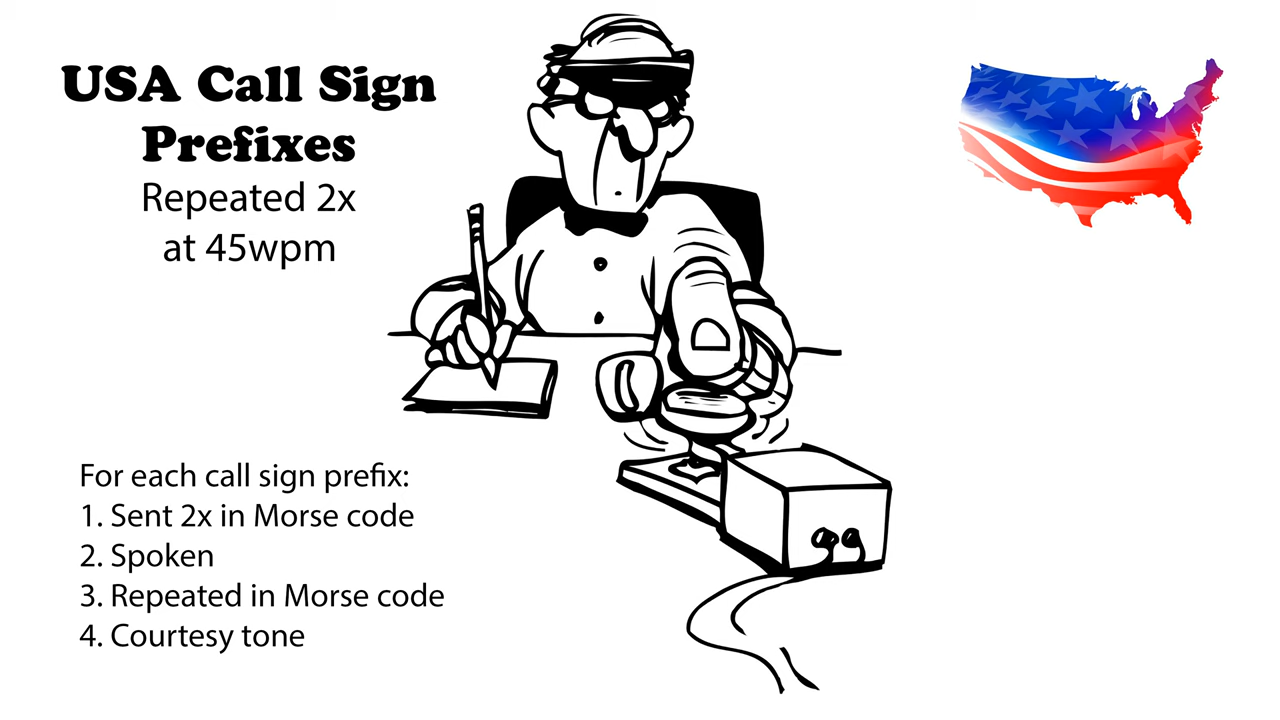 USA Call Sign
Prefixes
Repeated 2x
at 45wpm
For each call sign prefix:
1. Sent 2x in Morse code
2. Spoken
3. Repeated in Morse code
4. Courtesy tone